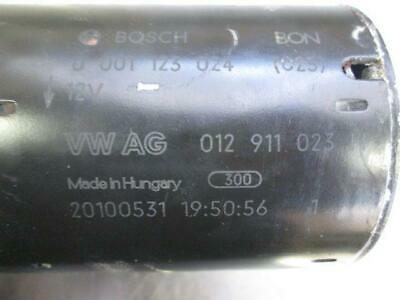 BOSCH BON
0 001 123 024 (025)
12V
VW AG 012 911 023
Made in Hungary 300
20100531 19:50:56 1